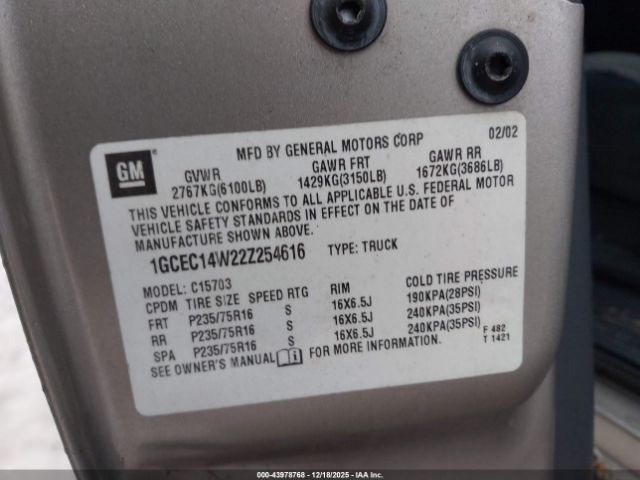 MFD BY GENERAL MOTORS CORP 02/02
GM GVWR GAWR FRT GAWR RR
2767KG(6100LB) 1429KG(3150LB) 1672KG(3686LB)
THIS VEHICLE CONFORMS TO ALL APPLICABLE U.S. FEDERAL MOTOR
VEHICLE SAFETY STANDARDS IN EFFECT ON THE DATE OF
MANUFACTURE SHOWN ABOVE.
1GCEC14W22Z254616 TYPE: TRUCK
MODEL: C15703
CPDM TIRE SIZE SPEED RTG RIM COLD TIRE PRESSURE
FRT P235/75R16 S 16X6.5J 190KPA(28PSI)
RR P235/75R16 S 16X6.5J 240KPA(35PSI)
SPA P235/75R16 S 16X6.5J 240KPA(35PSI)
SEE OWNER'S MANUAL i FOR MORE INFORMATION.
F 482
T 1421
000-43978768 • 12/18/2025 • IAA Inc.